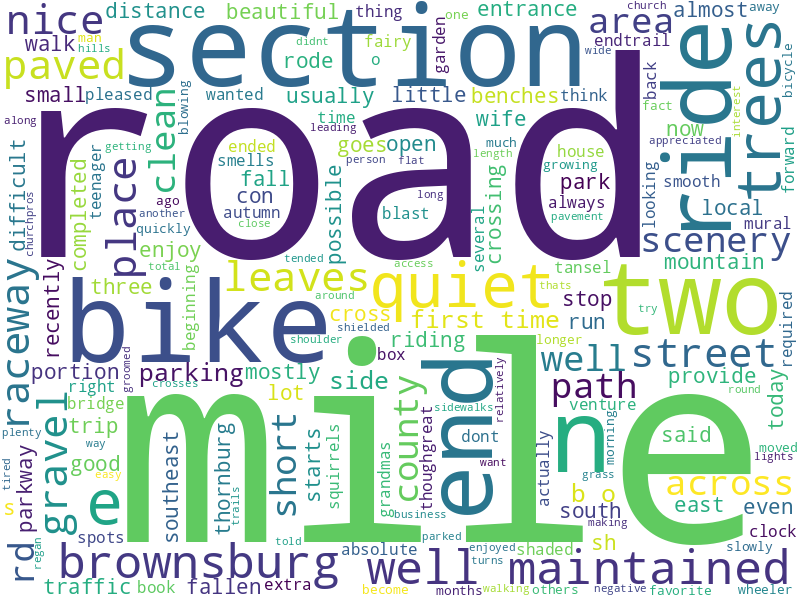 nice
distance
beautiful
thing
section
one
church
away
entrance
almost
man
hills
didnt
fairy
garden
area
walk
rode
o
wide
endtrail
paved
road
ride
trees
bicycle
small
pleased
blowing
wanted
usually
little
benches
think
back
fact
interest
along
clean
time
wife
now
forward
getting
ended
leading
much
goes
open
house
appreciated
teenager
smells
person
flat
growing
looking
smooth
place
fall
possible
park
difficult
churchpros
ago
con
long
always
local
another
autumn
blast
several
crossing
length
pavement
mural
completed
quickly
close
scenery
enjoy
tended
mountain
three
total
access
tansel
raceway
recently
beginning
leaves
around
quiet
thats
two
bike
cross
first time
stop
try
shielded
run
required
shoulder
riding
longer
portion
groomed
parking
mostly
box
well
street
right
crosses
lot
side
end
relatively
path
provide
round
today
bridge
mile
county
sidewalks
venture
trip
gravel
short
starts
squirrels
grandmas
thoughgreat
dont
n
said
moved
plenty
good
way
southeast
thornburg
want
actually
morning
lights
tired
easy
e
across
s
parkway
trails
b o
grass
east
even
spots
business
south
making
clock
regan
told
parked
sh
rd
brownsburg
absolute
enjoyed
shaded
slowly
turns
well maintained
traffic
book
fallen
extra
become
months
walking
others
negative
favorite
wheeler